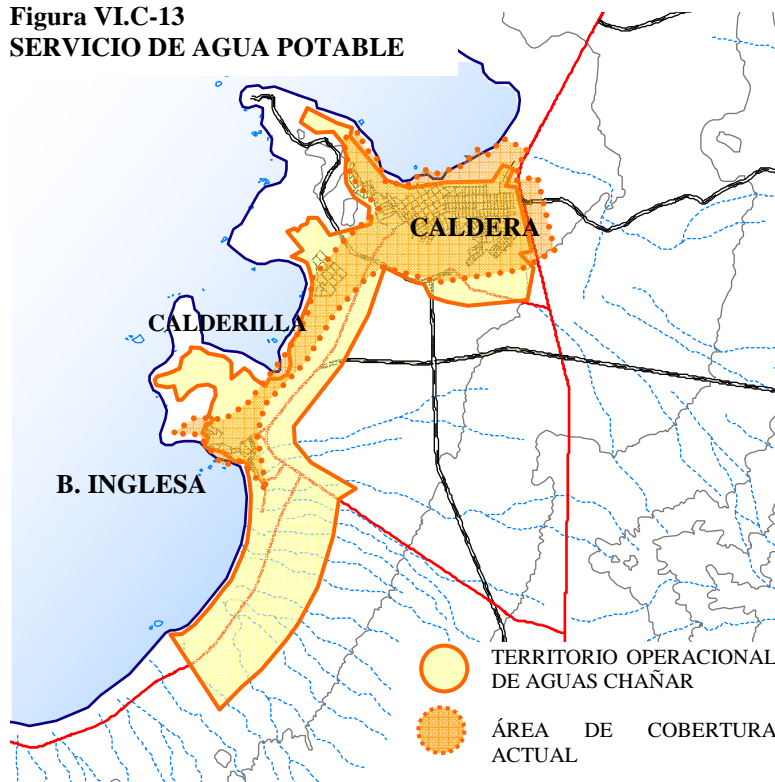 Figura VI.C-13
SERVICIO DE AGUA POTABLE
CALDERA
CALDERILLA
B. INGLESA
TERRITORIO OPERACIONAL
DE AGUAS CHAÑAR
ÁREA DE COBERTURA
ACTUAL